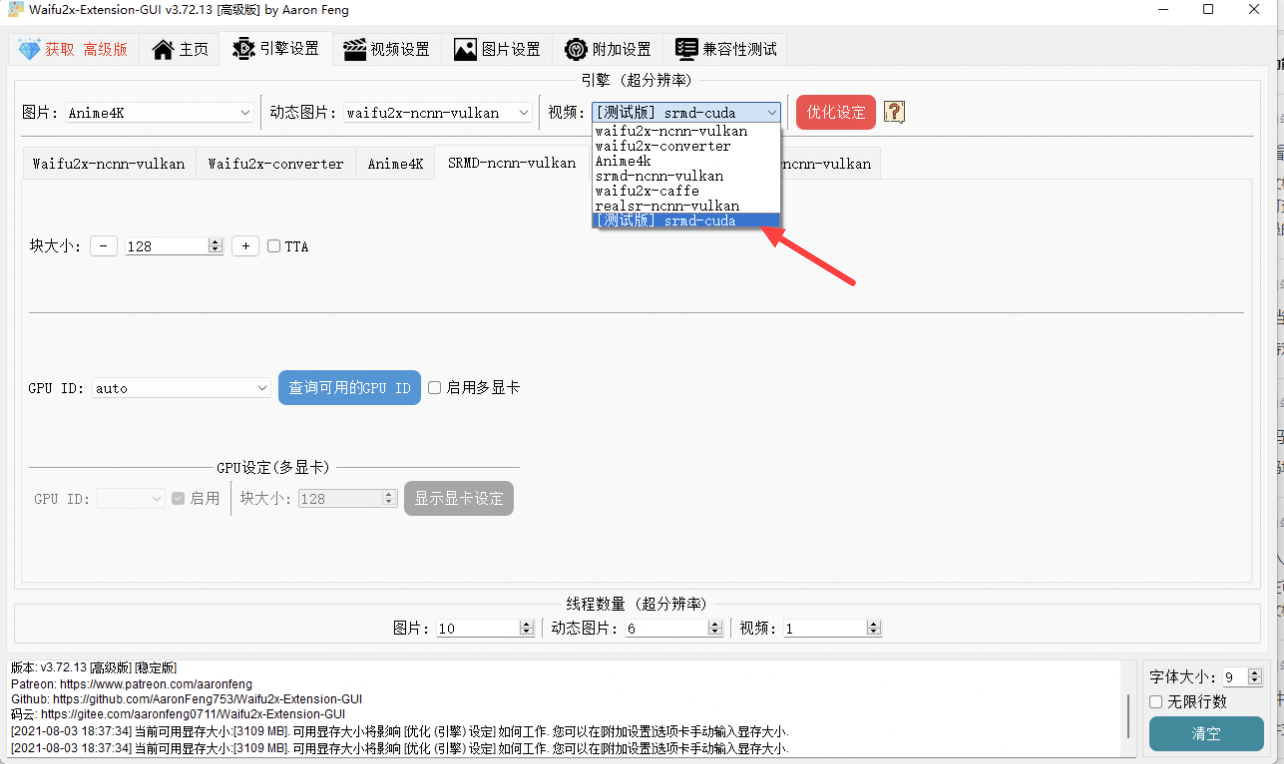 Waifu2x-Extension-GUI v3.72.13 [高级版] by Aaron Feng
获取 高级版 主页 引擎设置 视频设置 图片设置 附加设置 兼容性测试
引擎 (超分辨率)
图片: Anime4K 动态图片: waifu2x-ncnn-vulkan 视频: [测试版] srmd-cuda 优化设定
waifu2x-ncnn-vulkan
waifu2x-converter
Anime4k
srmd-ncnn-vulkan
waifu2x-caffe
realsr-ncnn-vulkan
[测试版] srmd-cuda
Waifu2x-ncnn-vulkan Waifu2x-converter Anime4K SRMD-ncnn-vulkan ncnn-vulkan
块大小: - 128 + TTA
GPU ID: auto 查询可用的GPU ID 启用多显卡
GPU设定(多显卡)
GPU ID: 启用 块大小: 128 显示显卡设定
线程数量 (超分辨率)
图片: 10 动态图片: 6 视频: 1
版本: v3.72.13 [高级版] [稳定版]
Patreon: https://www.patreon.com/aaronfeng
Github: https://github.com/AaronFeng753/Waifu2x-Extension-GUI
码云: https://gitee.com/aaronfeng0711/Waifu2x-Extension-GUI
[2021-08-03 18:37:34] 当前可用显存大小:[3109 MB]. 可用显存大小将影响 [优化 (引擎) 设定] 如何工作. 您可以在[附加设置]选项卡手动输入显存大小.
[2021-08-03 18:37:34] 当前可用显存大小:[3109 MB]. 可用显存大小将影响 [优化 (引擎) 设定] 如何工作. 您可以在[附加设置]选项卡手动输入显存大小.
字体大小: 9
无限行数
清空